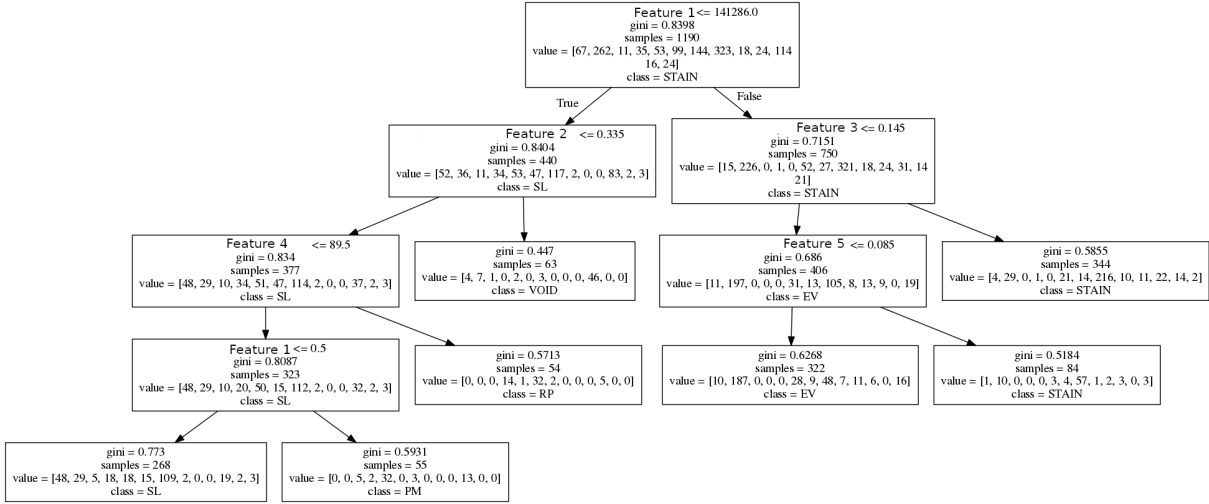 Feature 1 <= 141286.0
gini = 0.8398
samples = 1190
value = [67, 262, 11, 35, 53, 99, 144, 323, 18, 24, 114
16, 24]
class = STAIN
True
False
Feature 2 <= 0.335
gini = 0.8404
samples = 440
value = [52, 36, 11, 34, 53, 47, 117, 2, 0, 0, 83, 2, 3]
class = SL
Feature 3 <= 0.145
gini = 0.7151
samples = 750
value = [15, 226, 0, 1, 0, 52, 27, 321, 18, 24, 31, 14
21]
class = STAIN
Feature 4 <= 89.5
gini = 0.834
samples = 377
value = [48, 29, 10, 34, 51, 47, 114, 2, 0, 0, 37, 2, 3]
class = SL
gini = 0.447
samples = 63
value = [4, 7, 1, 0, 2, 0, 3, 0, 0, 0, 46, 0, 0]
class = VOID
Feature 5 <= 0.085
gini = 0.686
samples = 406
value = [11, 197, 0, 0, 0, 31, 13, 105, 8, 13, 9, 0, 19]
class = EV
gini = 0.5855
samples = 344
value = [4, 29, 0, 1, 0, 21, 14, 216, 10, 11, 22, 14, 2]
class = STAIN
Feature 1 <= 0.5
gini = 0.8087
samples = 323
value = [48, 29, 10, 20, 50, 15, 112, 2, 0, 0, 32, 2, 3]
class = SL
gini = 0.5713
samples = 54
value = [0, 0, 0, 14, 1, 32, 2, 0, 0, 0, 5, 0, 0]
class = RP
gini = 0.6268
samples = 322
value = [10, 187, 0, 0, 0, 28, 9, 48, 7, 11, 6, 0, 16]
class = EV
gini = 0.5184
samples = 84
value = [1, 10, 0, 0, 0, 3, 4, 57, 1, 2, 3, 0, 3]
class = STAIN
gini = 0.773
samples = 268
value = [48, 29, 5, 18, 18, 15, 109, 2, 0, 0, 19, 2, 3]
class = SL
gini = 0.5931
samples = 55
value = [0, 0, 5, 2, 32, 0, 3, 0, 0, 0, 13, 0, 0]
class = PM